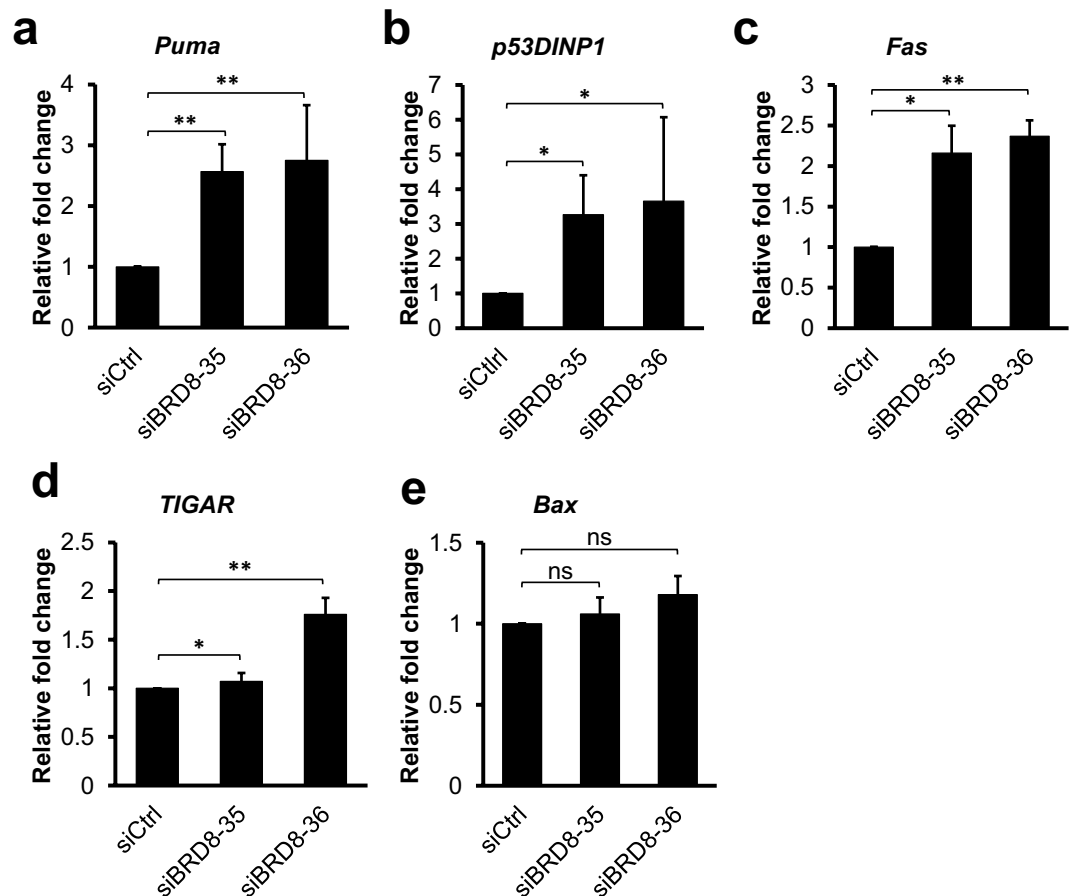 a
Puma
Relative fold change
4
3
2
1
0
**
**
siCtrl
siBRD8-35
siBRD8-36
b
p53DINP1
Relative fold change
7
6
5
4
3
2
1
0
*
*
siCtlrl
siBRD8-35
siBRD8-36
c
Fas
Relative fold change
3
2.5
2
1.5
1
0.5
0
**
*
siCtrl
siBRD8-35
siBRD8-36
d
TIGAR
Relative fold change
2.5
2
1.5
1
0.5
0
**
*
siCtrl
siBRD8-35
siBRD8-36
e
Bax
Relative fold change
1.5
1
0.5
0
ns
ns
siCtrl
siBRD8-35
siBRD8-36